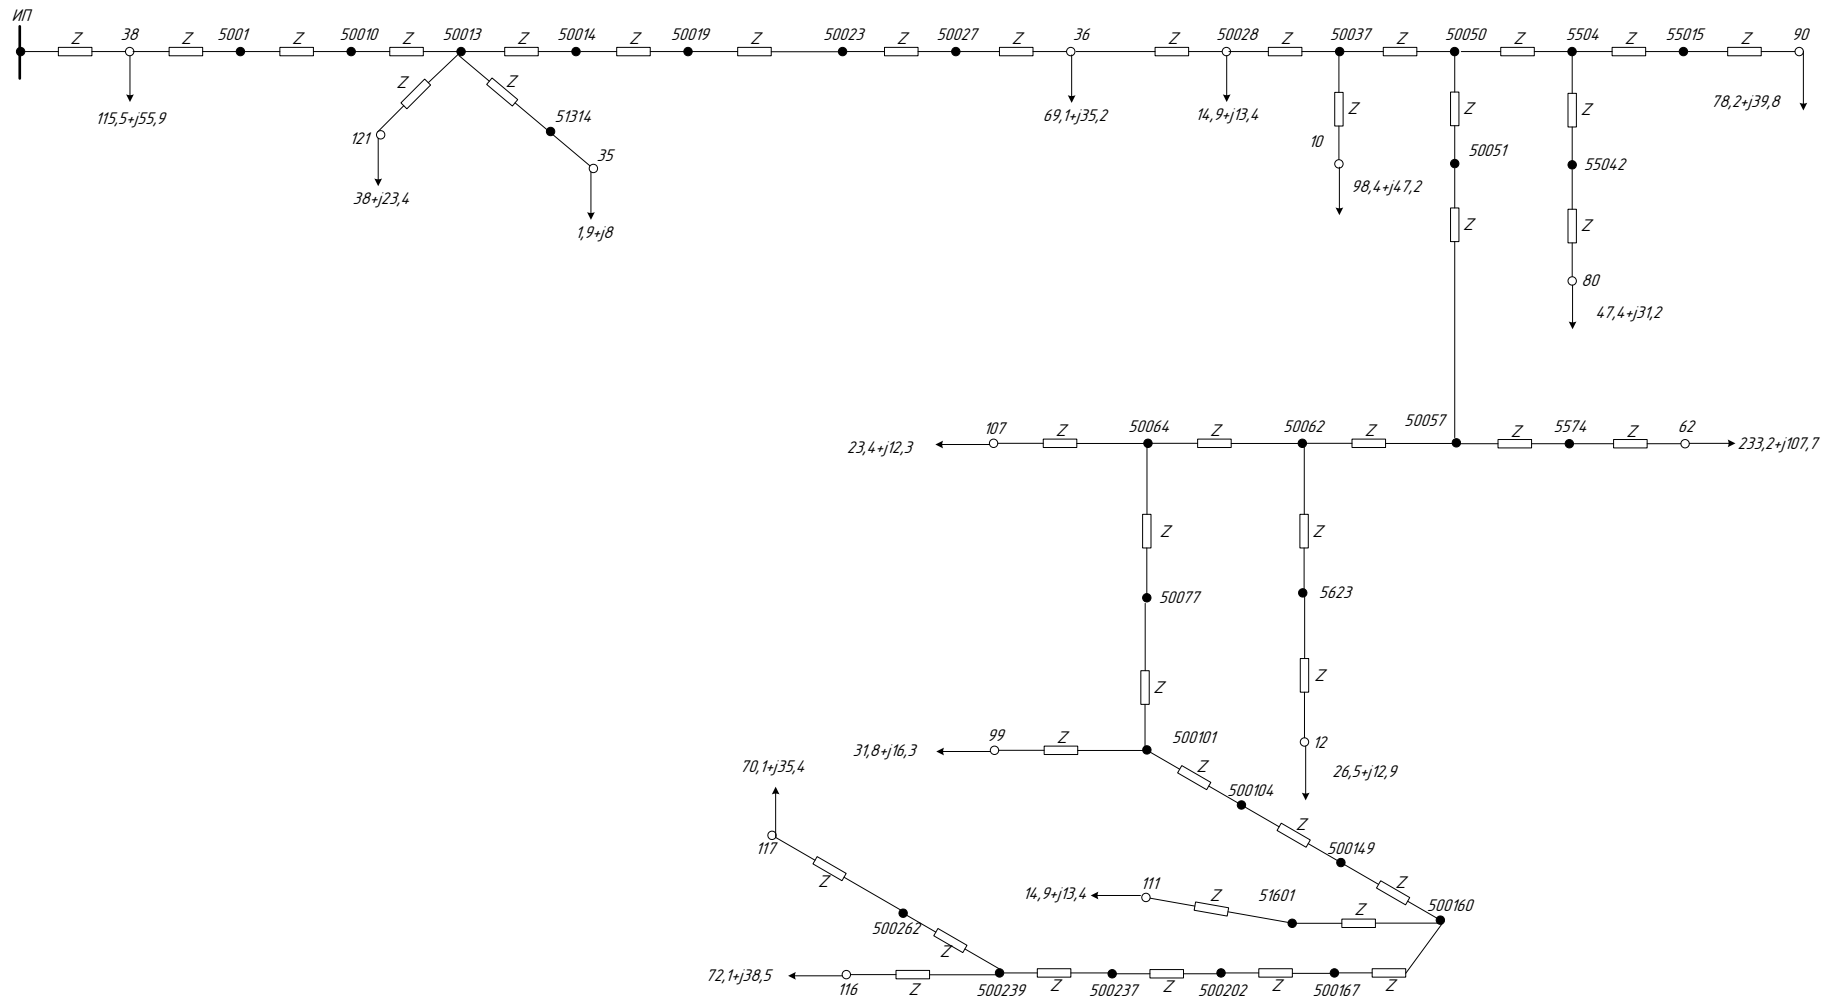 ИП
Z
38
Z
5001
Z
50010
Z
50013
Z
50014
Z
50019
Z
50023
Z
50027
Z
36
Z
50028
Z
50037
Z
50050
Z
5504
Z
55015
Z
90
115,5+j55,9
Z
Z
121
51314
35
38+j23,4
1,9+j8
69,1+j35,2
14,9+j13,4
Z
10
98,4+j47,2
Z
50051
Z
Z
55042
Z
80
47,4+j31,2
78,2+j39,8
23,4+j12,3
107
Z
50064
Z
50062
Z
50057
Z
5574
Z
62
233,2+j107,7
Z
50077
Z
Z
5623
Z
12
26,5+j12,9
31,8+j16,3
99
Z
500101
Z
500104
Z
500149
Z
500160
70,1+j35,4
117
Z
500262
Z
14,9+j13,4
111
Z
51601
Z
72,1+j38,5
116
Z
500239
Z
500237
Z
500202
Z
500167
Z